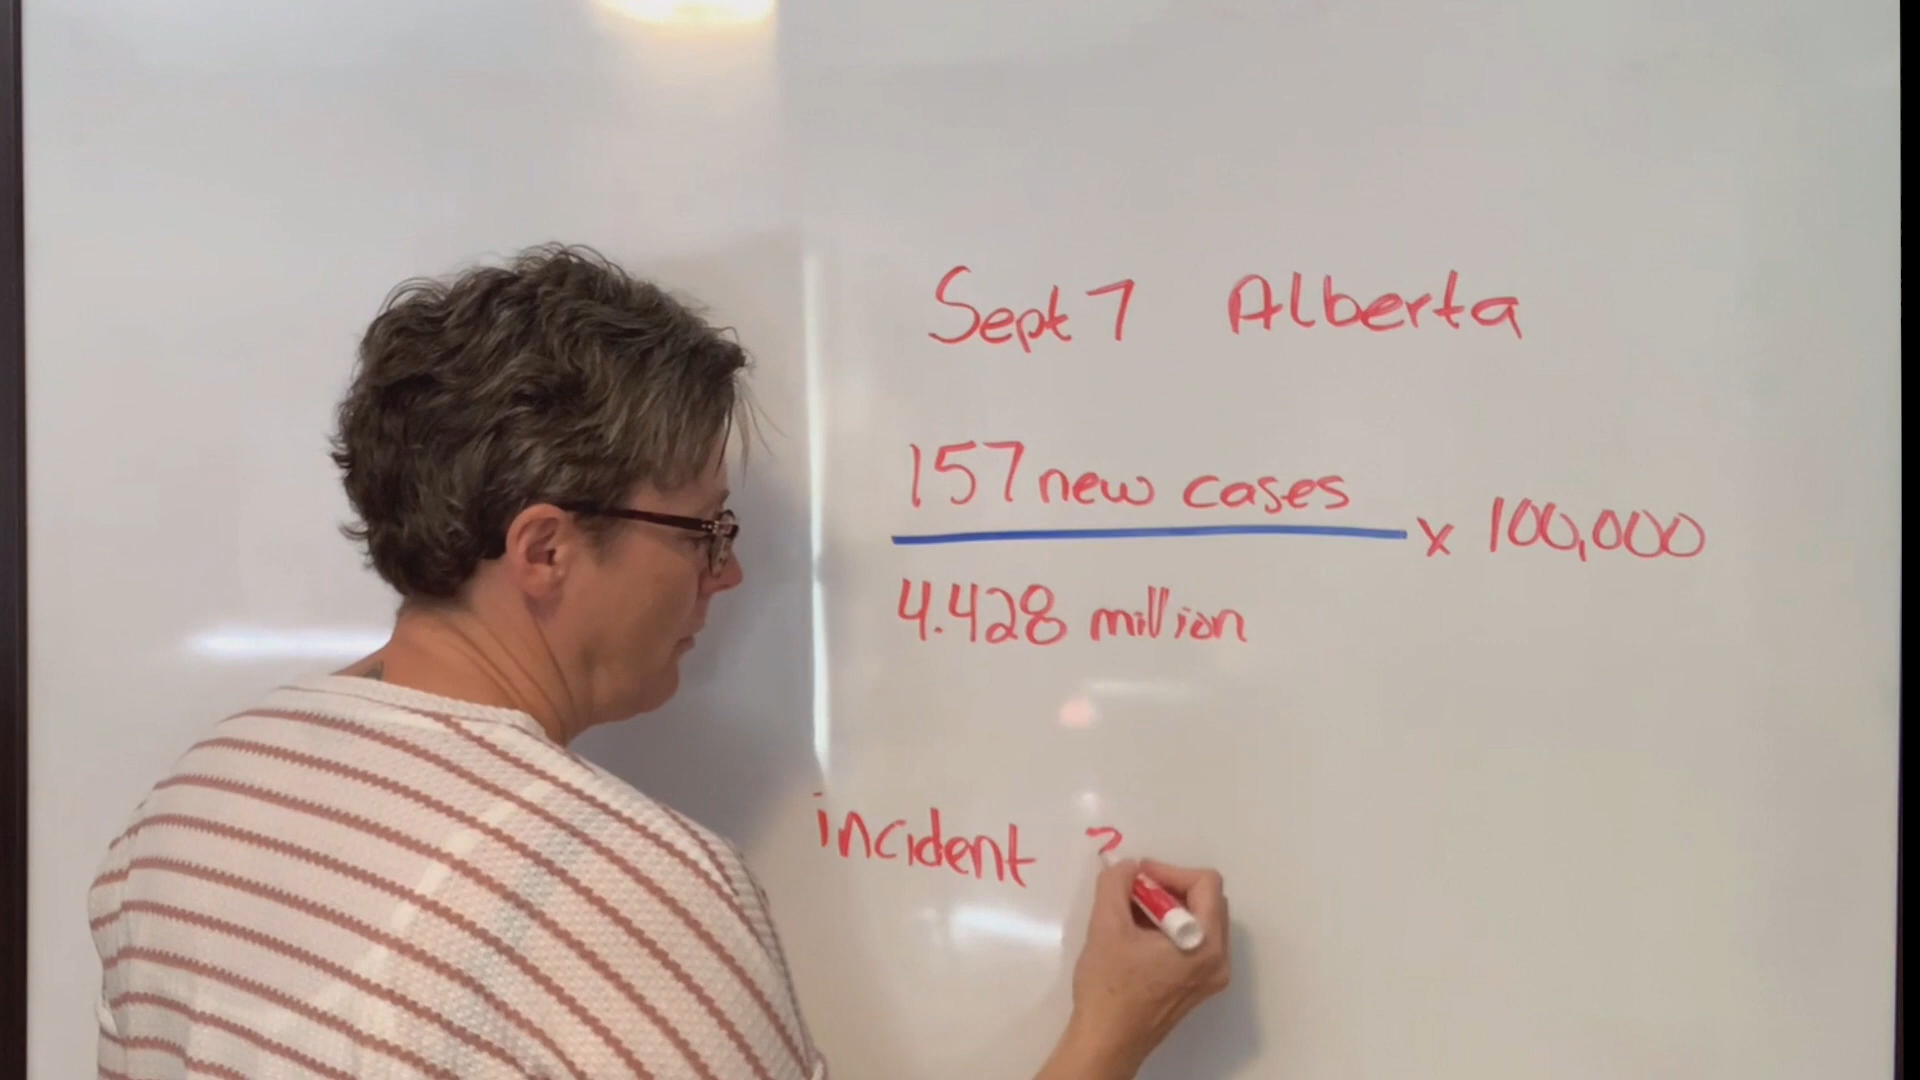 Sept 7 Alberta
157 new cases
x 100,000
4.428 million
incident